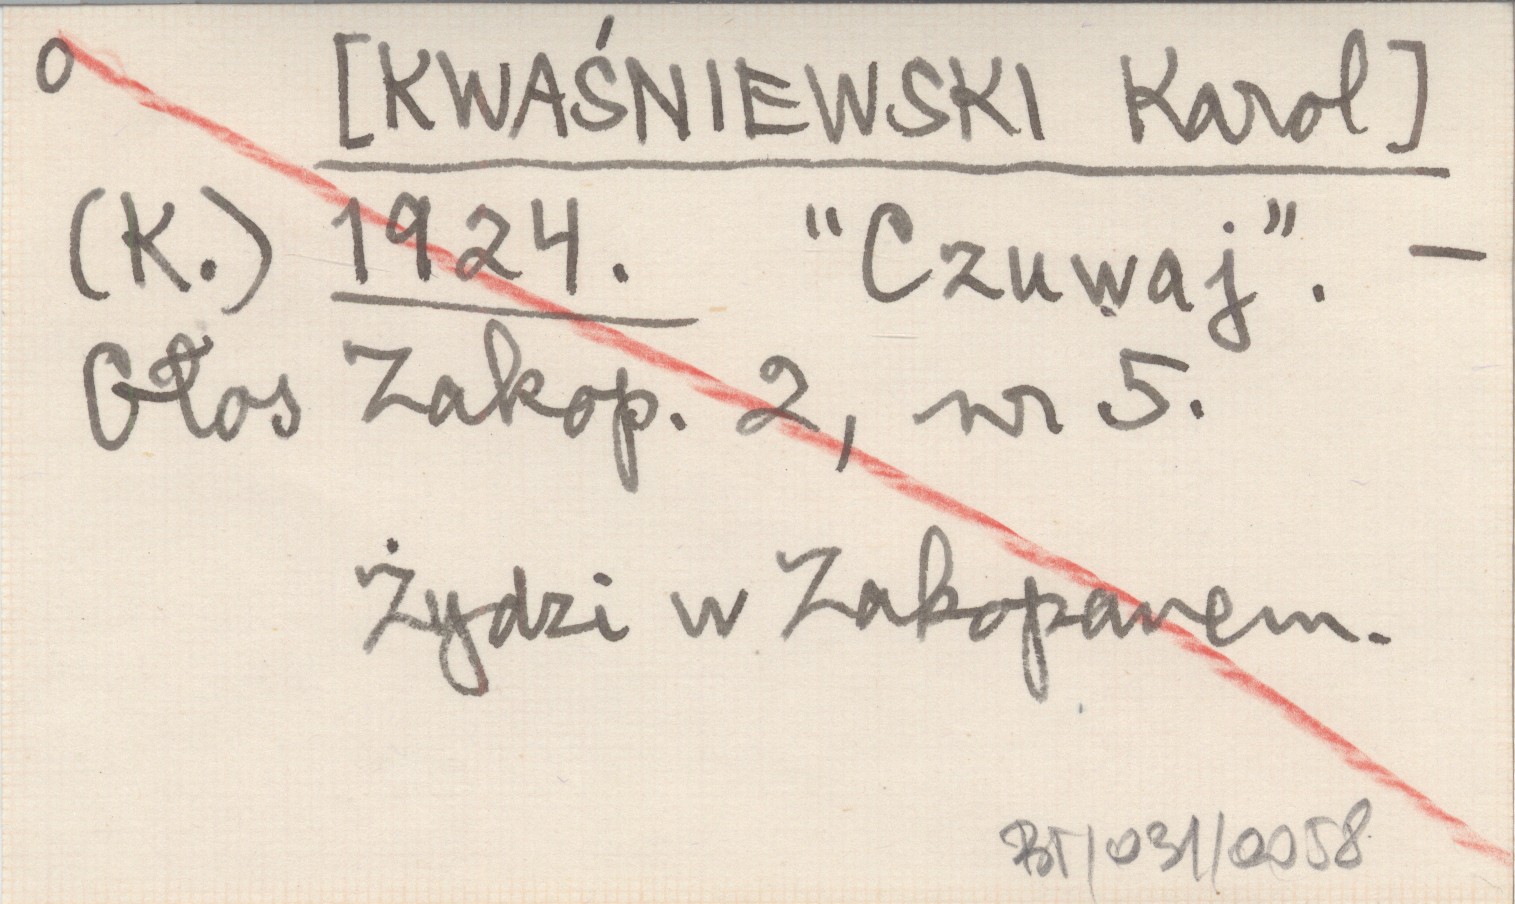 o [KWAŚNIEWSKI Karol]
(K.) 1924. "Czuwaj". —
Głos Zakop. 2, nr 5.
Żydzi w Zakopanem.
BT/031/0058